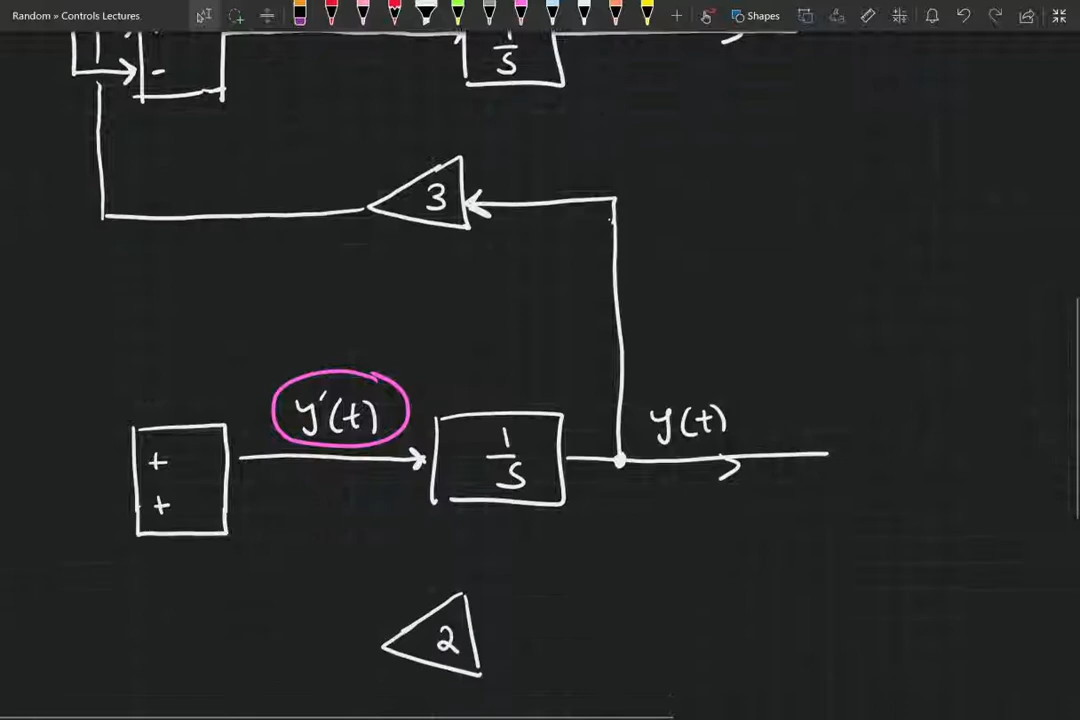 Random » Controls Lectures
Shapes
-
1
S
3
y'(t)
y(t)
+
+
1
S
2